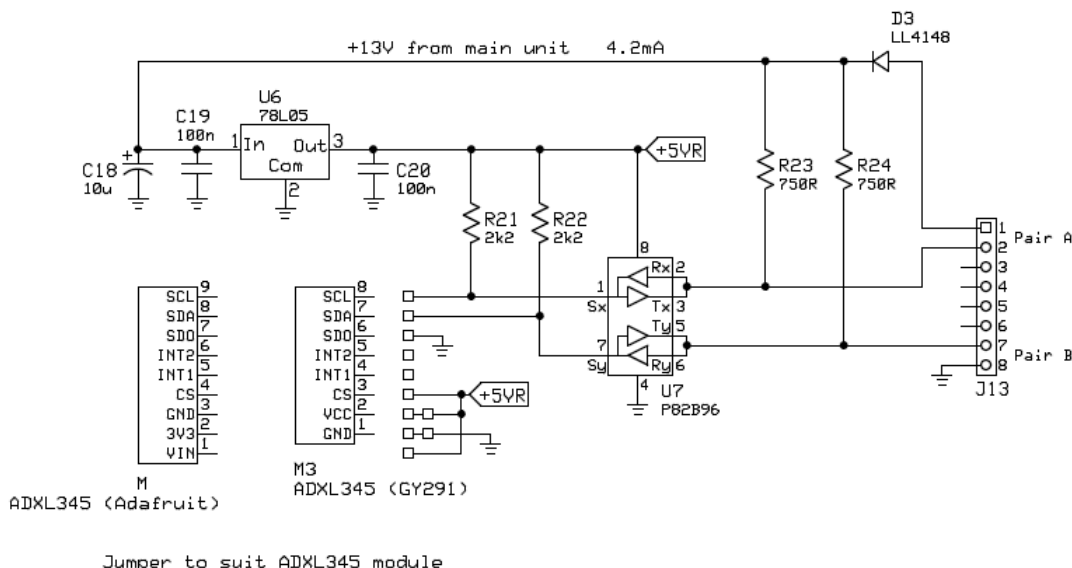 D3
LL4148
+13V from main unit 4.2mA
U6
78L05
C19
100n
1 In Out 3
Com
2
+
C18
10u
C20
100n
+5VR
R23
750R
R24
750R
R21
2k2
R22
2k2
1
2
3
4
5
6
7
8
Pair A
Pair B
J13
8
Rx 2
1
Sx Tx 3
Ty 5
7
Sy Ry 6
4
U7
P82B96
SCL 9
SDA 8
SDO 7
INT2 6
INT1 5
CS 4
GND 3
3V3 2
VIN 1
M
ADXL345 (Adafruit)
SCL 8
SDA 7
SDO 6
INT2 5
INT1 4
CS 3
VCC 2
GND 1
+5VR
M3
ADXL345 (GY291)
Jumper to suit ADXL345 module